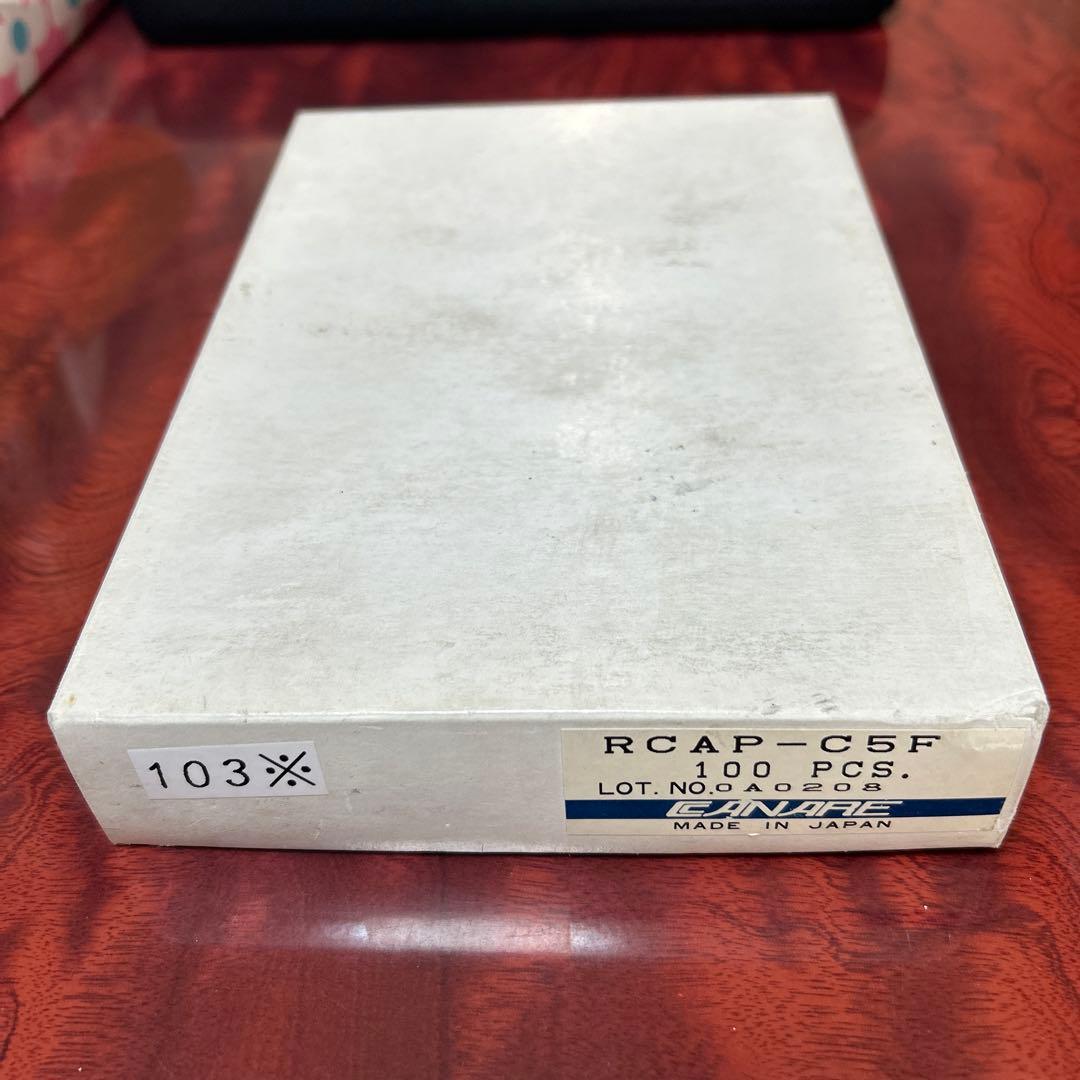 103※
RCAP-C5F
100 PCS.
LOT. NO.0A0208
CANARE
MADE IN JAPAN